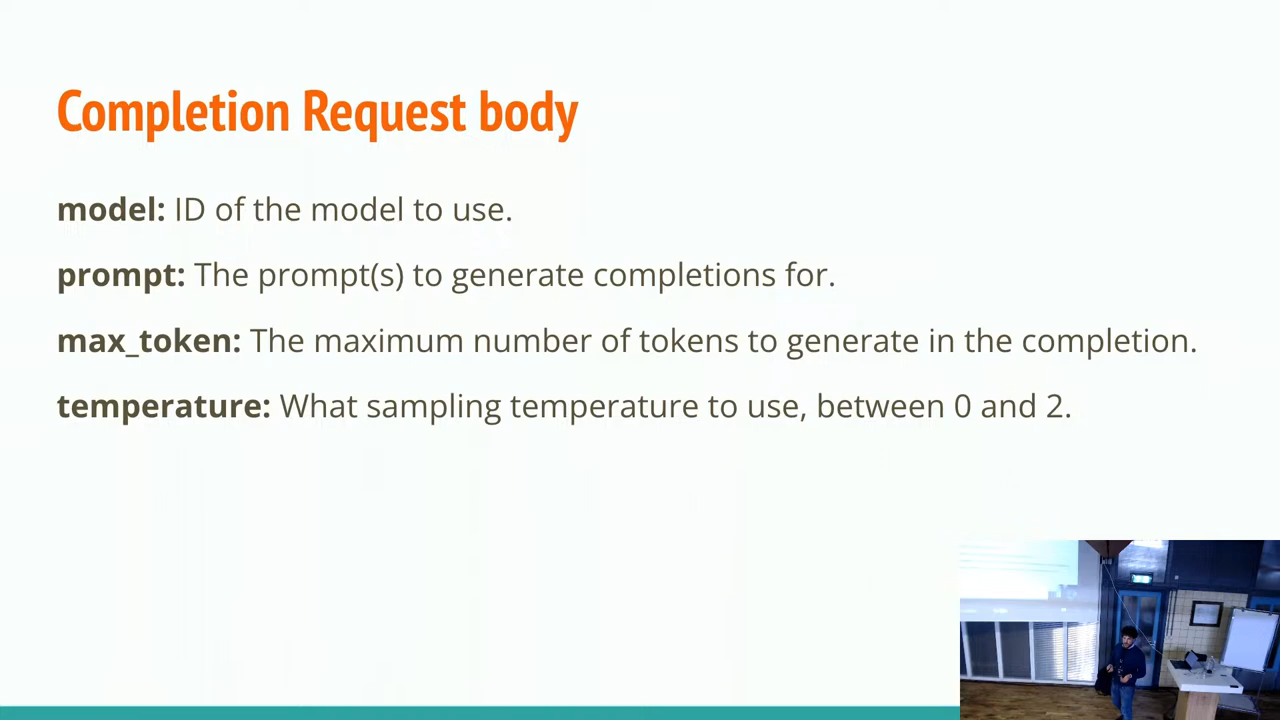 Completion Request body
model: ID of the model to use.
prompt: The prompt(s) to generate completions for.
max_token: The maximum number of tokens to generate in the completion.
temperature: What sampling temperature to use, between 0 and 2.